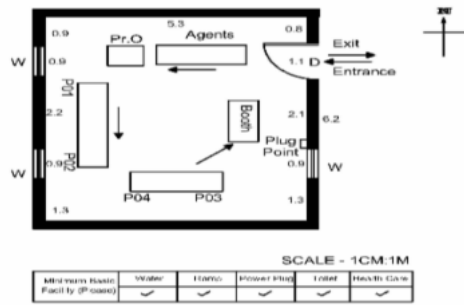 5.3
0.9
Pr.O
Agents
0.8
Exit
W
0.9
1.1
D
Entrance
P01
2.2
Booth
2.1
6.2
Plug
Point
P02
W
0.9
0.9
W
P04
P03
1.3
1.3
SCALE - 1CM:1M
Minimum Basic
Facility (Please)
Water
Ramp
Power Plug
Toilet
Health Care